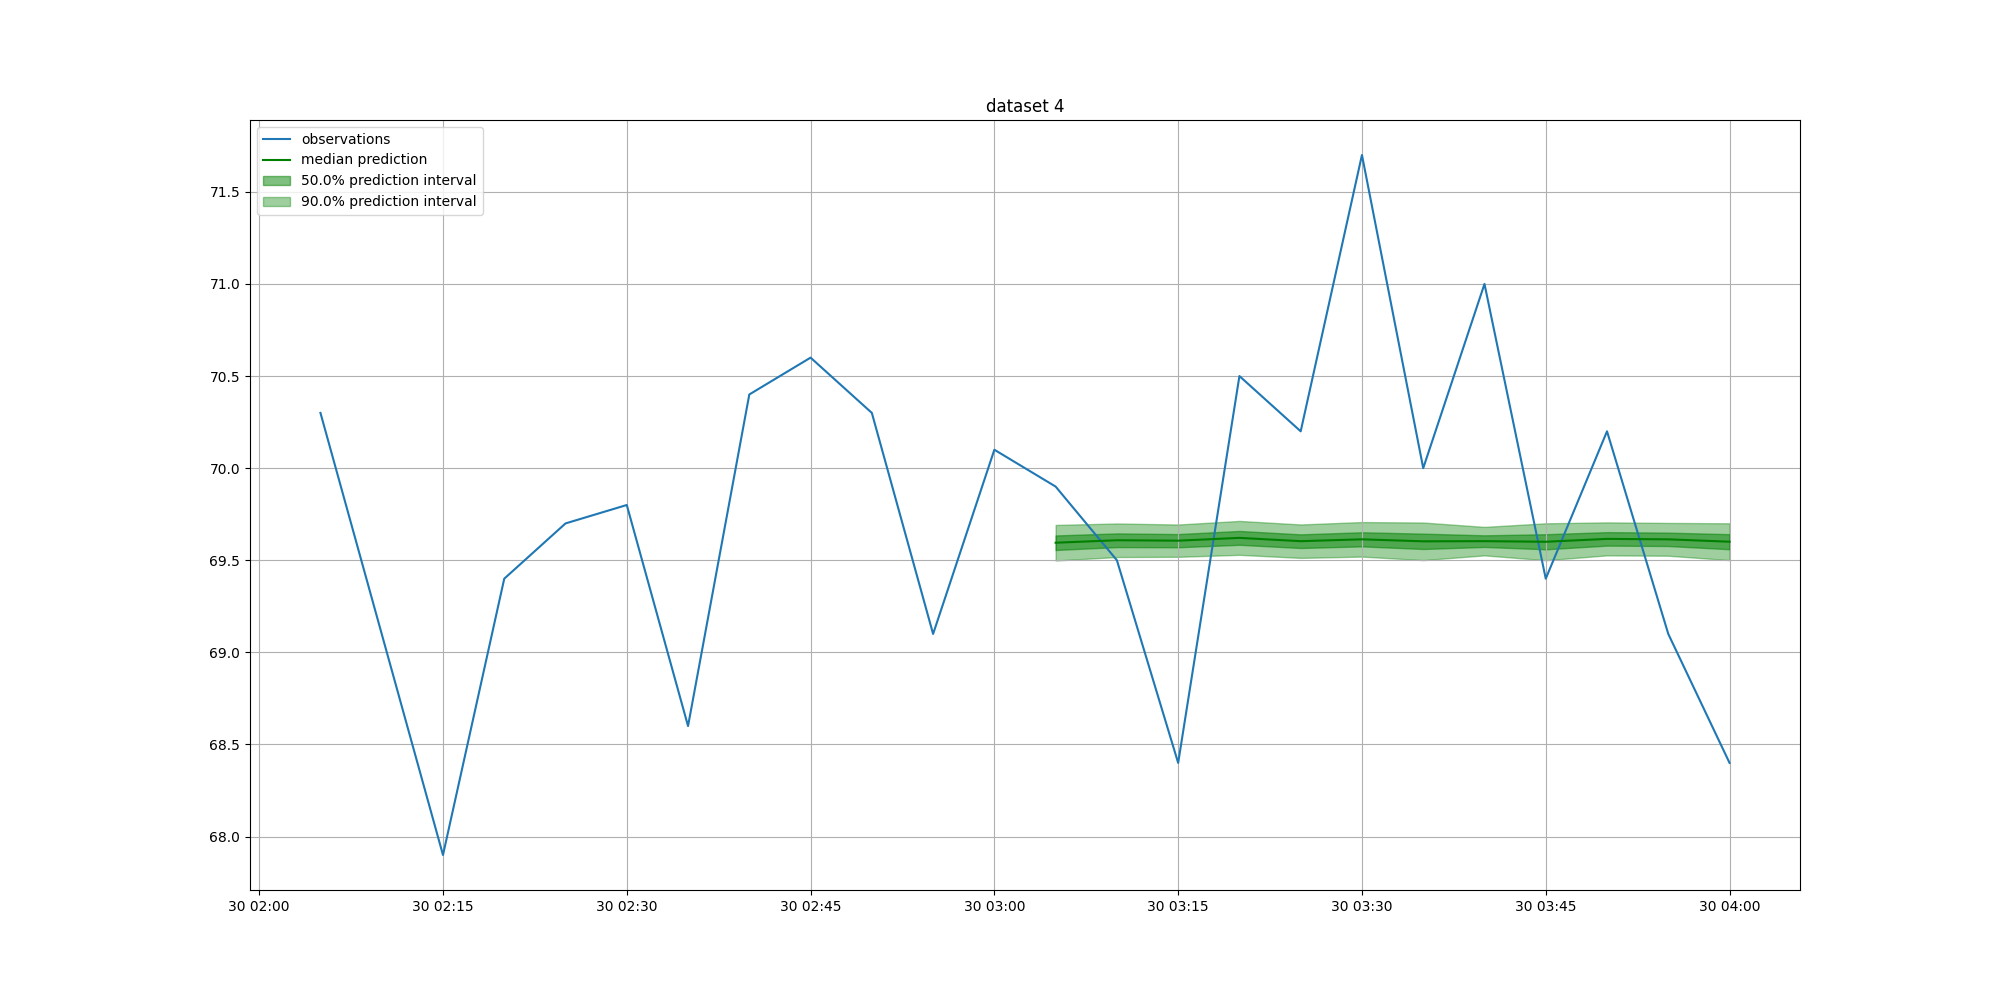 dataset 4
observations
median prediction
50.0% prediction interval
90.0% prediction interval
71.5
71.0
70.5
70.0
69.5
69.0
68.5
68.0
30 02:00 30 02:15 30 02:30 30 02:45 30 03:00 30 03:15 30 03:30 30 03:45 30 04:00